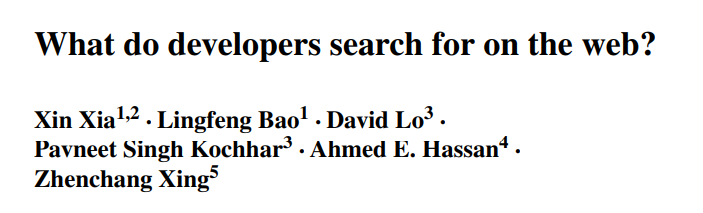 What do developers search for on the web?
Xin Xia1,2 · Lingfeng Bao1 · David Lo3 ·
Pavneet Singh Kochhar3 · Ahmed E. Hassan4 ·
Zhenchang Xing5